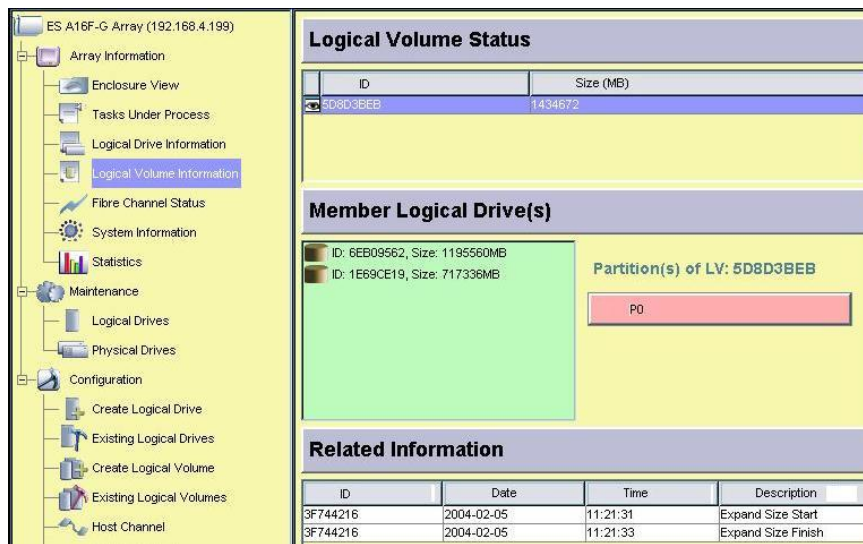 ES A16F-G Array (192.168.4.199)
Array Information
Enclosure View
Tasks Under Process
Logical Drive Information
Logical Volume Information
Fibre Channel Status
System Information
Statistics
Maintenance
Logical Drives
Physical Drives
Configuration
Create Logical Drive
Existing Logical Drives
Create Logical Volume
Existing Logical Volumes
Host Channel
Logical Volume Status
ID Size (MB)
5D8D3BEB 1434672
Member Logical Drive(s)
ID: 6EB09562, Size: 1195560MB
ID: 1E69CE19, Size: 717336MB
Partition(s) of LV: 5D8D3BEB
P0
Related Information
ID Date Time Description
3F744216 2004-02-05 11:21:31 Expand Size Start
3F744216 2004-02-05 11:21:33 Expand Size Finish